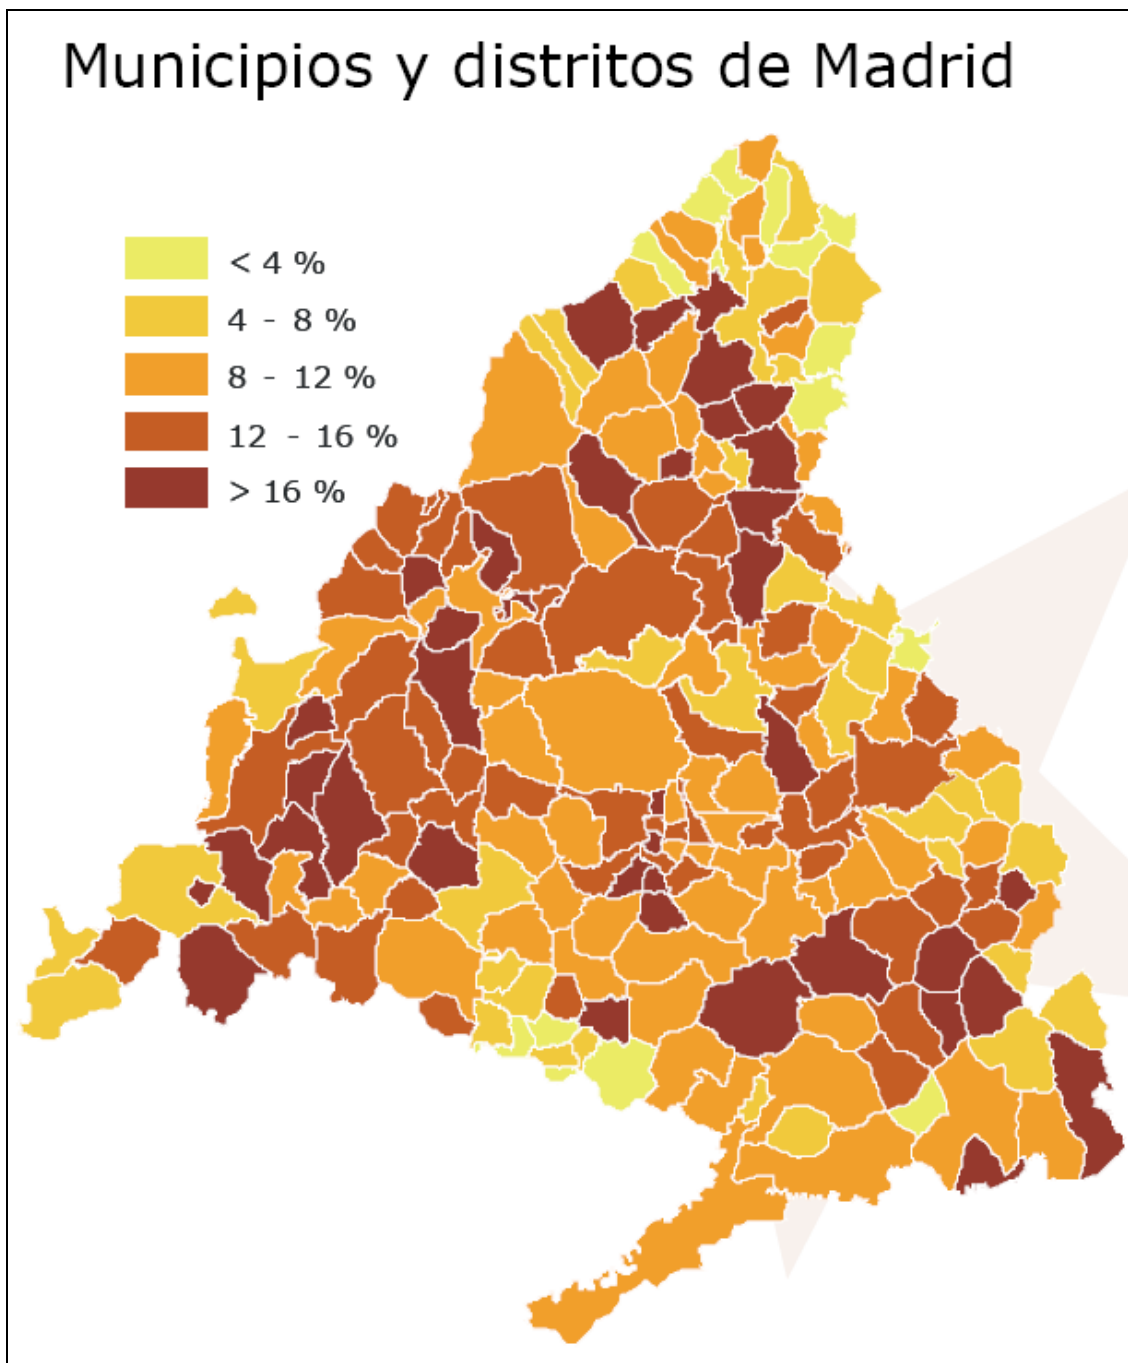 Municipios y distritos de Madrid
< 4 %
4 - 8 %
8 - 12 %
12 - 16 %
> 16 %